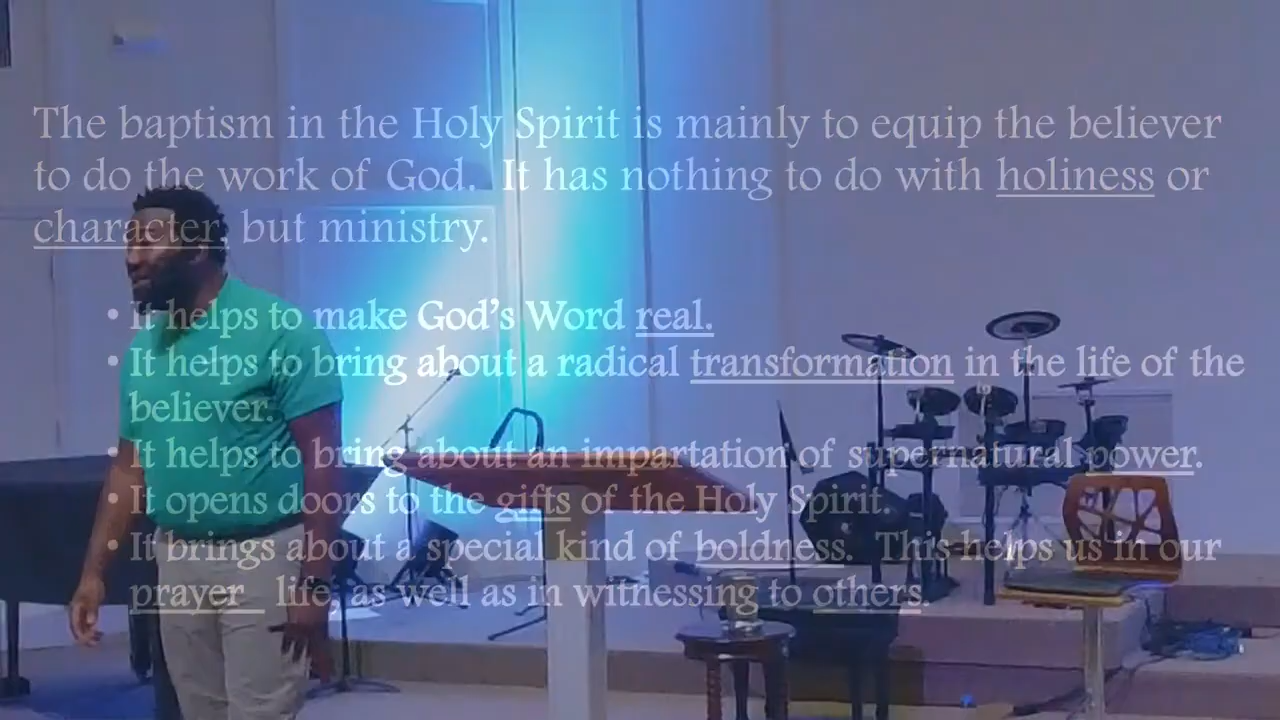 The baptism in the Holy Spirit is mainly to equip the believer
to do the work of God.  It has nothing to do with holiness or
character, but ministry.
• It helps to make God’s Word real.
• It helps to bring about a radical transformation in the life of the
believer.
• It helps to bring about an impartation of supernatural power.
• It opens doors to the gifts of the Holy Spirit.
• It brings about a special kind of boldness.  This helps us in our
prayer  life, as well as in witnessing to others.